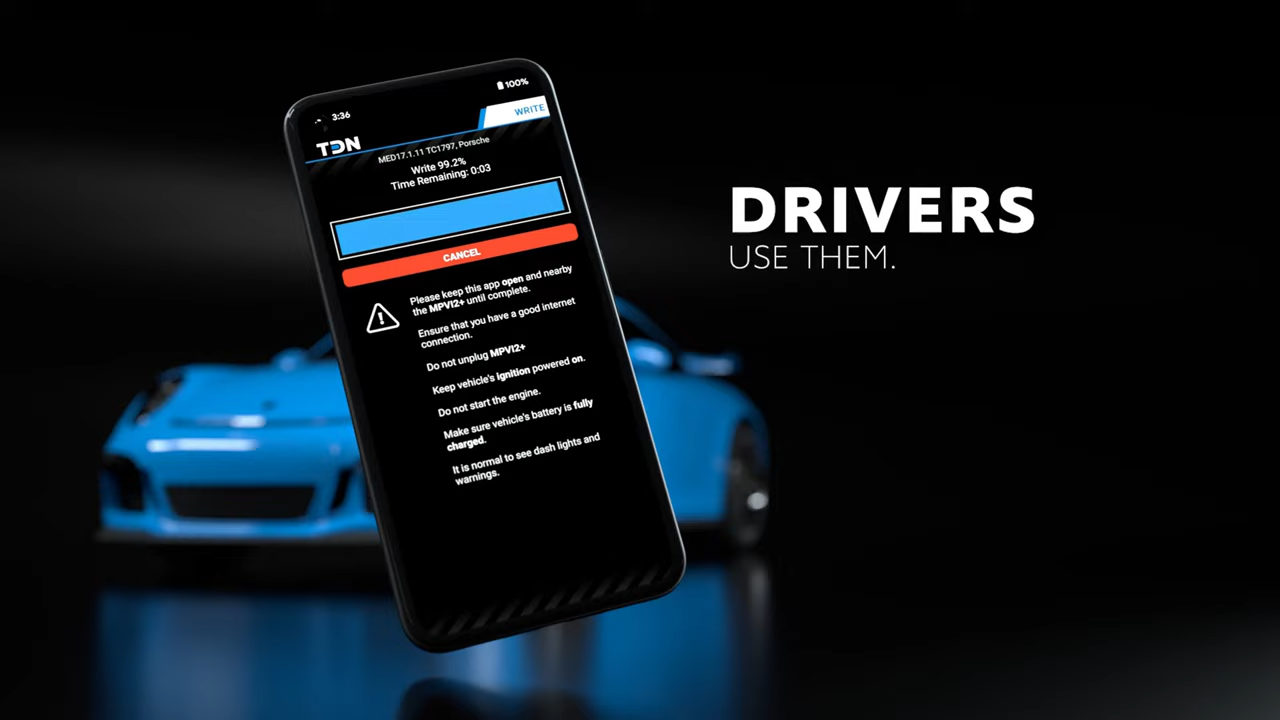 3:36
100%
WRITE
TDN
MED17.1.11 TC1797, Porsche
Write 99.2%
Time Remaining: 0:03
CANCEL
Please keep this app open and nearby
the MPVI2+ until complete.
Ensure that you have a good internet
connection.
Do not unplug MPVI2+
Keep vehicle's ignition powered on.
Do not start the engine.
Make sure vehicle's battery is fully
charged.
It is normal to see dash lights and
warnings.
DRIVERS
USE THEM.